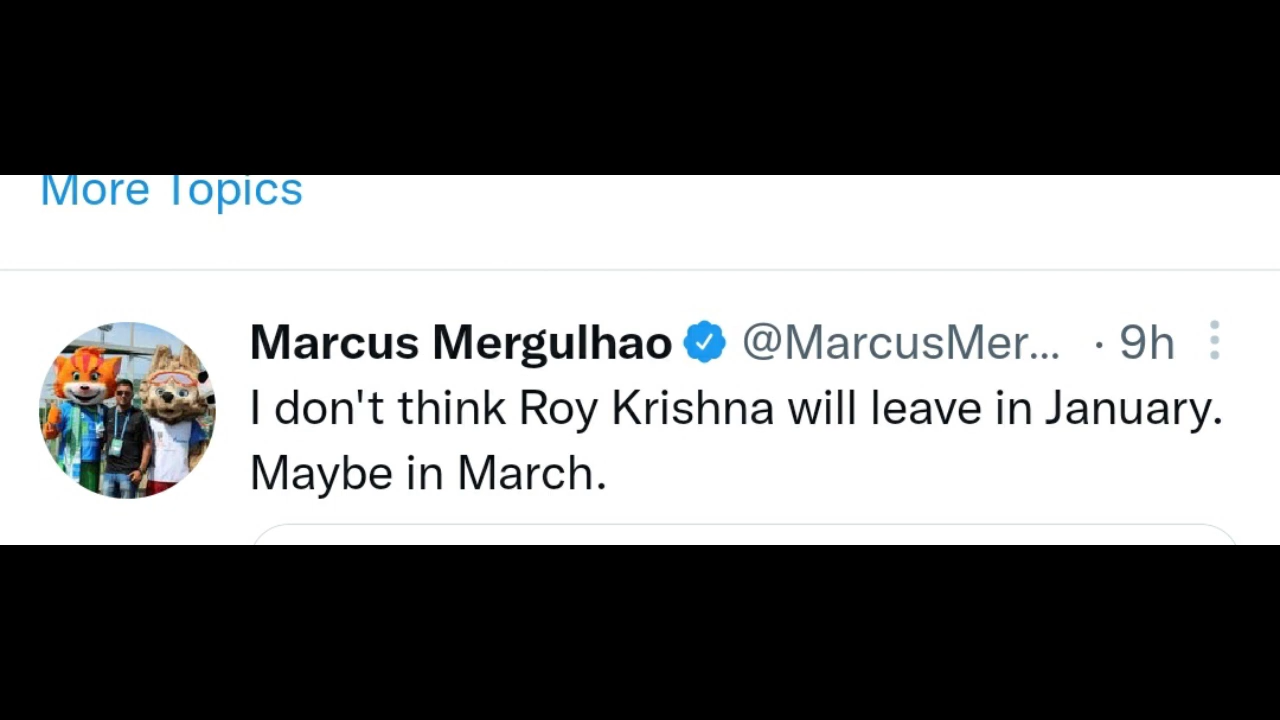 More Topics
Marcus Mergulhao @MarcusMer... · 9h
I don't think Roy Krishna will leave in January.
Maybe in March.